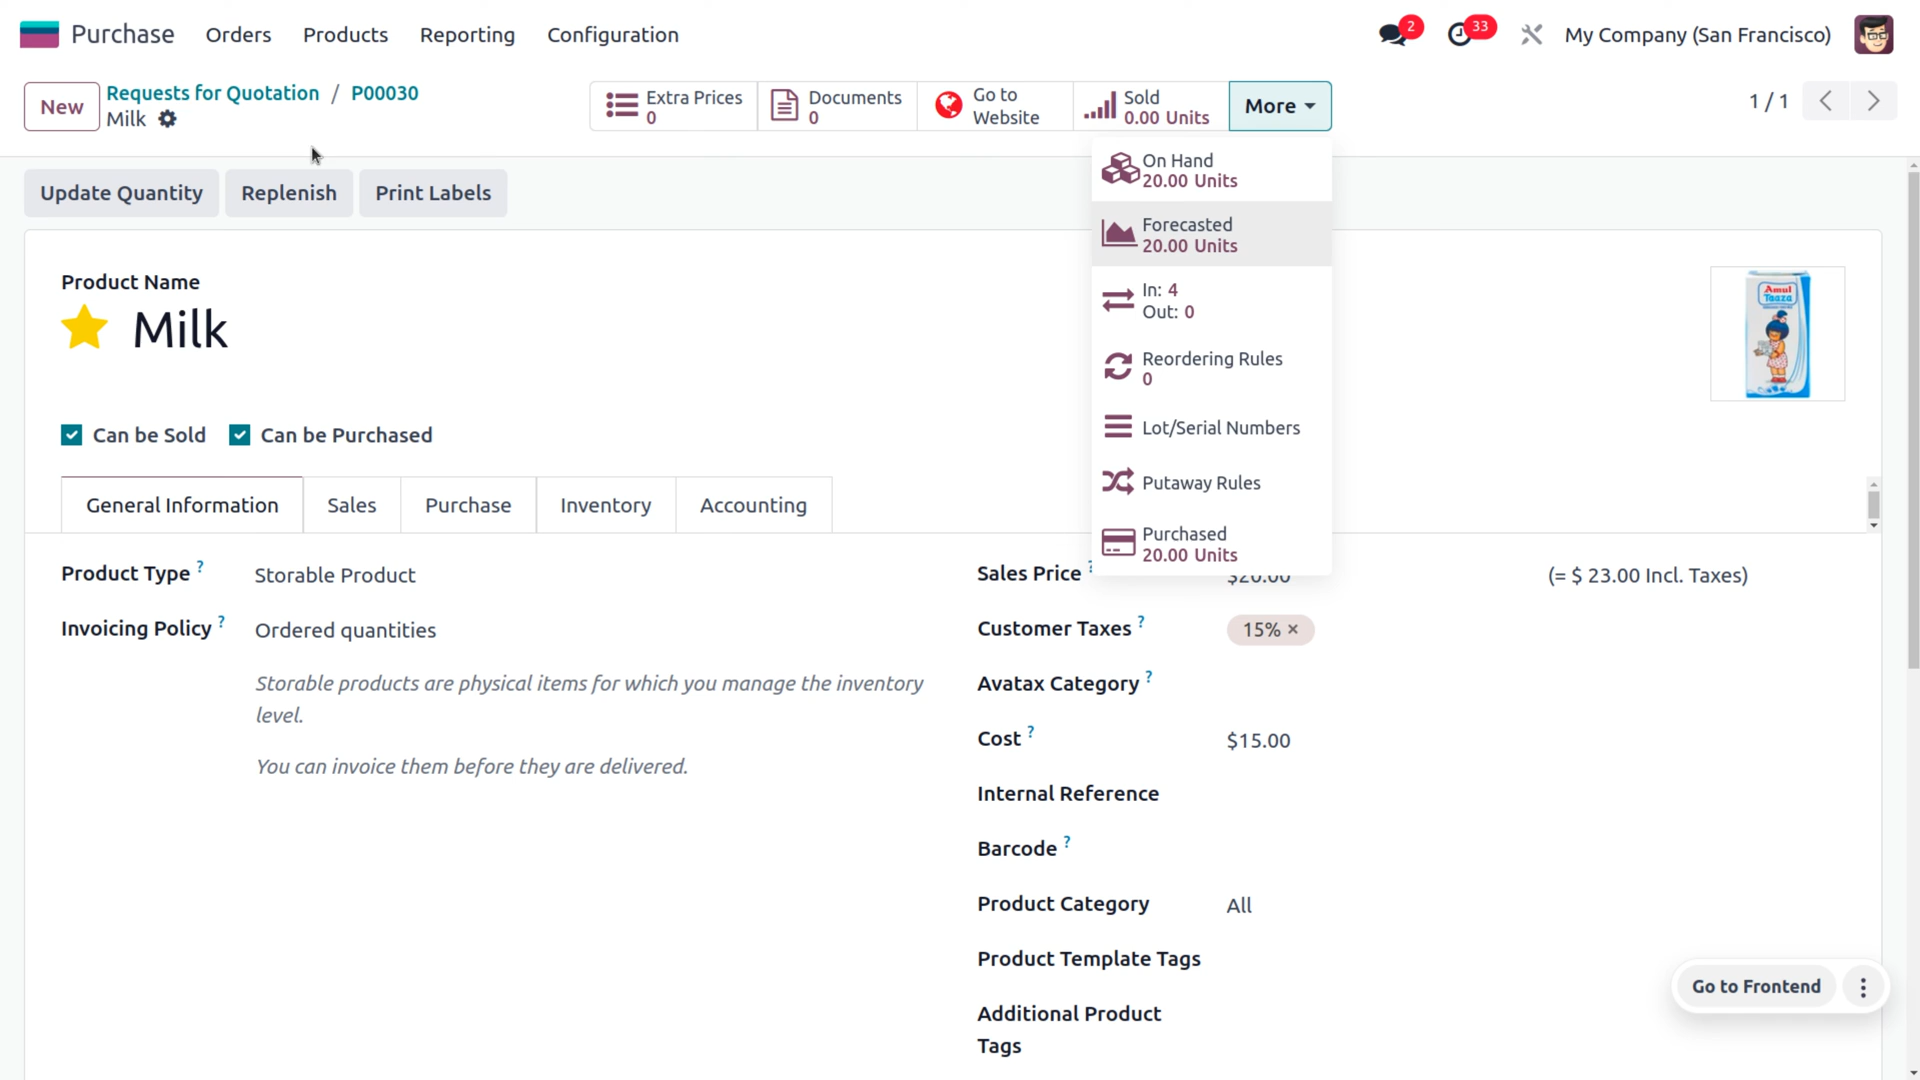 Purchase Orders Products Reporting Configuration 2 33 My Company (San Francisco)
New Requests for Quotation / P00030
Milk
Extra Prices
0
Documents
0
Go to
Website
Sold
0.00 Units
More
1 / 1
On Hand
20.00 Units
Forecasted
20.00 Units
In: 4
Out: 0
Reordering Rules
0
Lot/Serial Numbers
Putaway Rules
Purchased
20.00 Units
Update Quantity Replenish Print Labels
Product Name
Milk
Amul
Taaza
Can be Sold Can be Purchased
General Information Sales Purchase Inventory Accounting
Product Type ? Storable Product
Invoicing Policy ? Ordered quantities
Storable products are physical items for which you manage the inventory
level.
You can invoice them before they are delivered.
Sales Price ? $20.00 (= $ 23.00 Incl. Taxes)
Customer Taxes ? 15% ×
Avatax Category ?
Cost ? $15.00
Internal Reference
Barcode ?
Product Category All
Product Template Tags
Additional Product
Tags
Go to Frontend